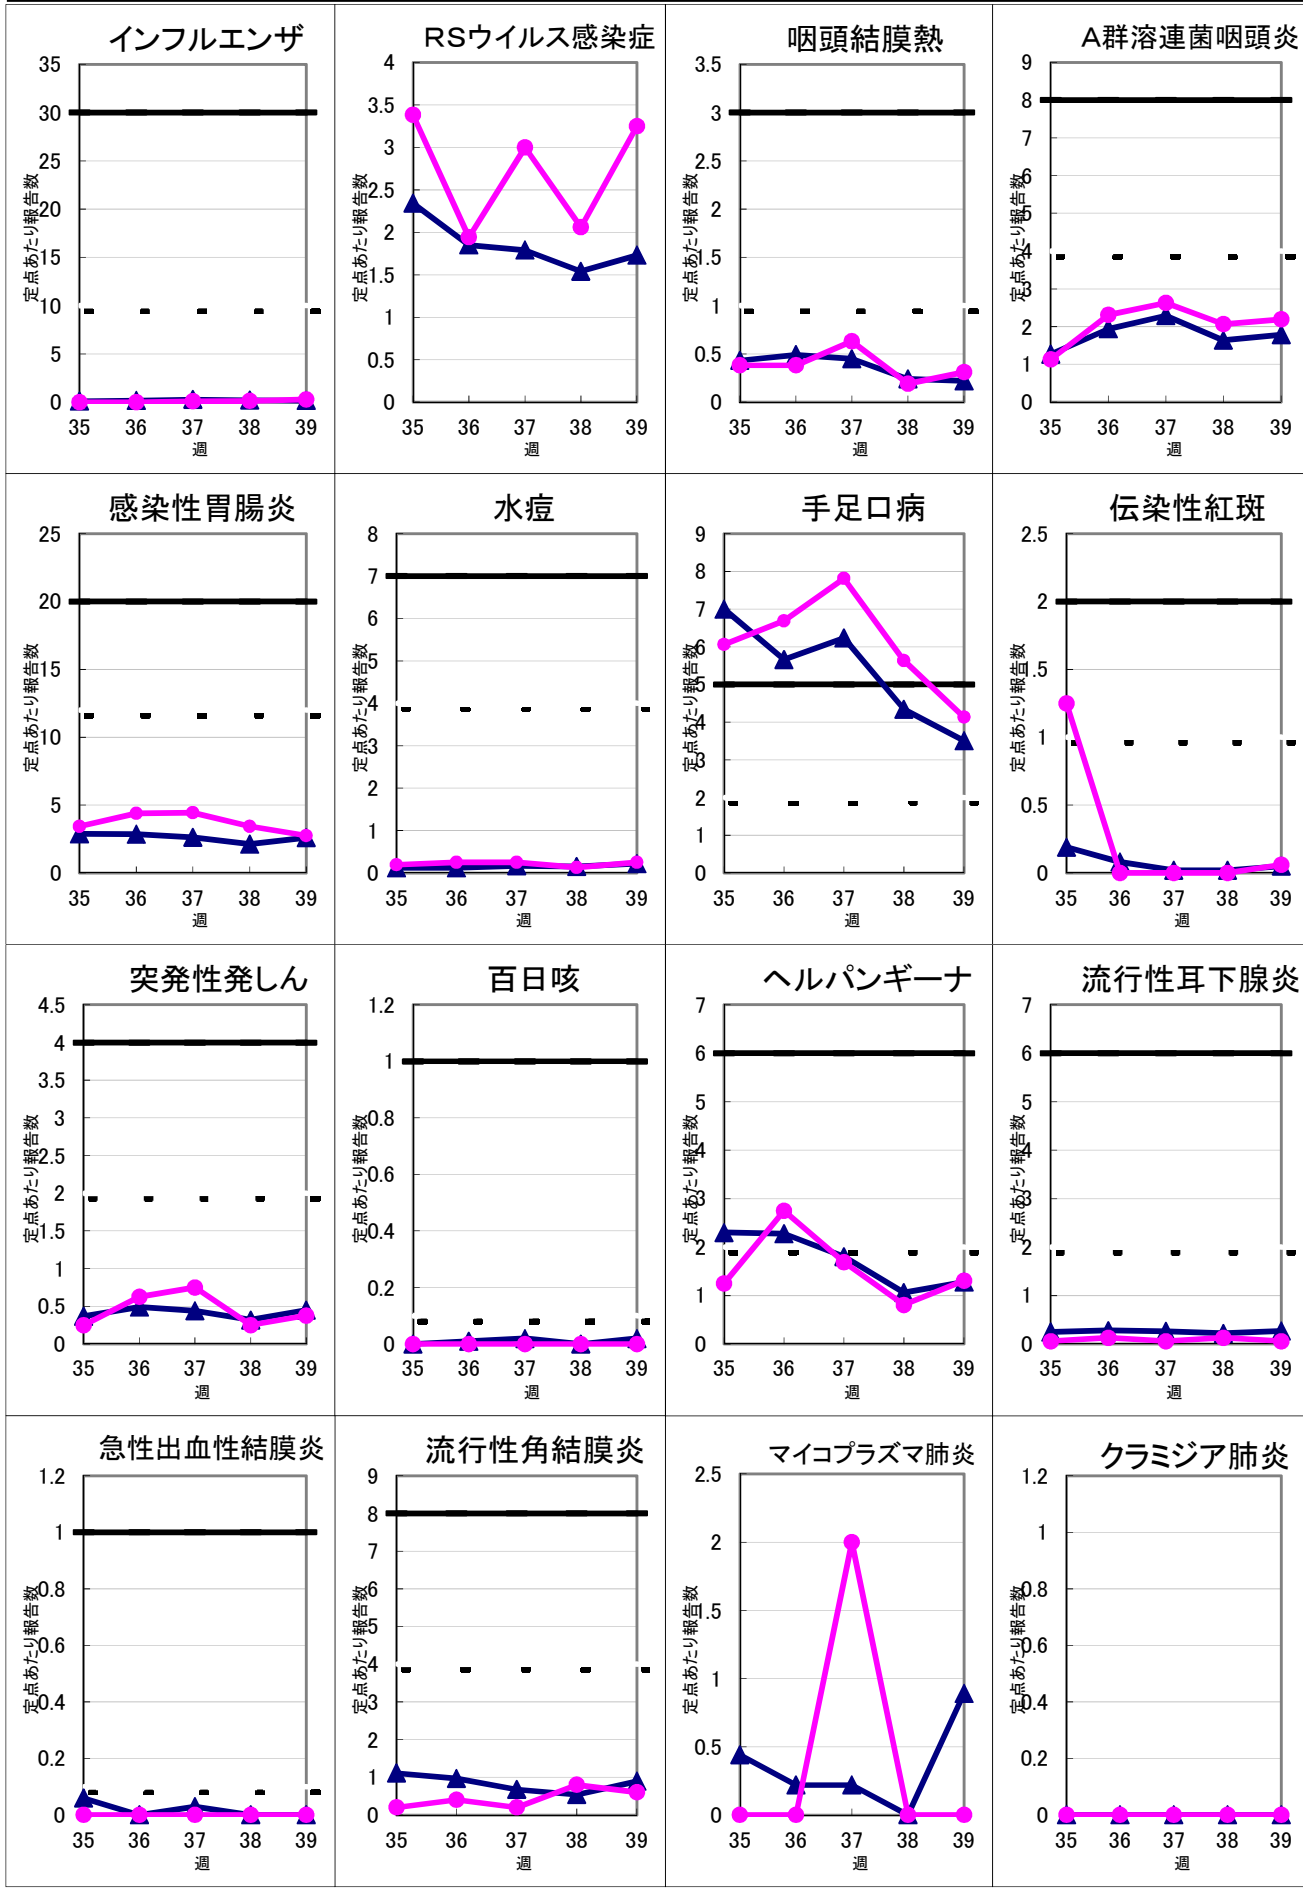 インフルエンザ
35
30
25
20
15
10
5
0
定点あたり報告数
35 36 37 38 39
週
RSウイルス感染症
4
3.5
3
2.5
2
1.5
1
0.5
0
定点あたり報告数
35 36 37 38 39
週
咽頭結膜熱
3.5
3
2.5
2
1.5
1
0.5
0
定点あたり報告数
35 36 37 38 39
週
A群溶連菌咽頭炎
9
8
7
6
5
4
3
2
1
0
定点あたり報告数
35 36 37 38 39
週
感染性胃腸炎
25
20
15
10
5
0
定点あたり報告数
35 36 37 38 39
週
水痘
8
7
6
5
4
3
2
1
0
定点あたり報告数
35 36 37 38 39
週
手足口病
9
8
7
6
5
4
3
2
1
0
定点あたり報告数
35 36 37 38 39
週
伝染性紅斑
2.5
2
1.5
1
0.5
0
定点あたり報告数
35 36 37 38 39
週
突発性発しん
4.5
4
3.5
3
2.5
2
1.5
1
0.5
0
定点あたり報告数
35 36 37 38 39
週
百日咳
1.2
1
0.8
0.6
0.4
0.2
0
定点あたり報告数
35 36 37 38 39
週
ヘルパンギーナ
7
6
5
4
3
2
1
0
定点あたり報告数
35 36 37 38 39
週
流行性耳下腺炎
7
6
5
4
3
2
1
0
定点あたり報告数
35 36 37 38 39
週
急性出血性結膜炎
1.2
1
0.8
0.6
0.4
0.2
0
定点あたり報告数
35 36 37 38 39
週
流行性角結膜炎
9
8
7
6
5
4
3
2
1
0
定点あたり報告数
35 36 37 38 39
週
マイコプラズマ肺炎
2.5
2
1.5
1
0.5
0
定点あたり報告数
35 36 37 38 39
週
クラミジア肺炎
1.2
1
0.8
0.6
0.4
0.2
0
定点あたり報告数
35 36 37 38 39
週